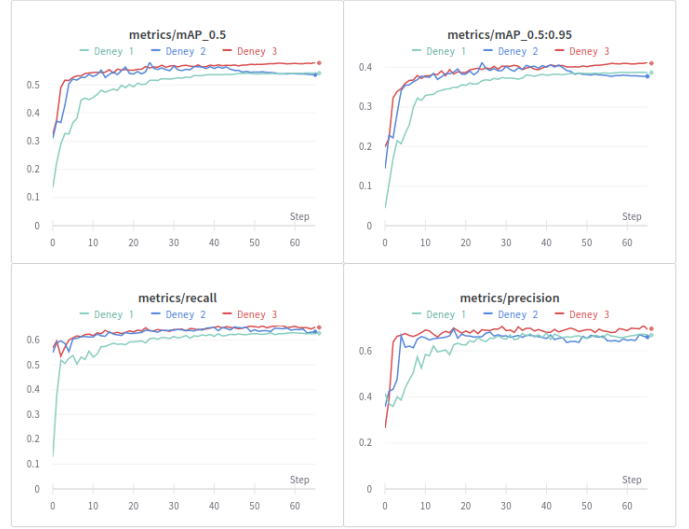 metrics/mAP_0.5
Deney 1 Deney 2 Deney 3
0.5
0.4
0.3
0.2
0.1
0
Step
0 10 20 30 40 50 60
metrics/mAP_0.5:0.95
Deney 1 Deney 2 Deney 3
0.4
0.3
0.2
0.1
0
Step
0 10 20 30 40 50 60
metrics/recall
Deney 1 Deney 2 Deney 3
0.6
0.5
0.4
0.3
0.2
0.1
0
Step
0 10 20 30 40 50 60
metrics/precision
Deney 1 Deney 2 Deney 3
0.6
0.4
0.2
0
Step
0 10 20 30 40 50 60